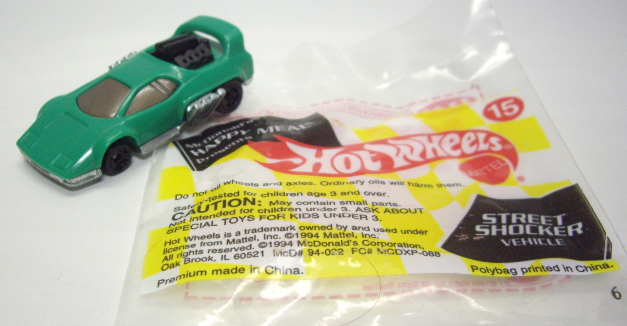 McDonald's
HAPPY MEAL
presents
15
HOT WHEELS
MATTEL
Do not oil wheels and axles. Ordinary oils will harm them.
Safety-tested for children age 3 and over.
CAUTION: May contain small parts.
Not intended for children under 3. ASK ABOUT
SPECIAL TOYS FOR KIDS UNDER 3.
Hot Wheels is a trademark owned by and used under
license from Mattel, Inc. ©1994 Mattel, Inc.
All rights reserved. ©1994 McDonald's Corporation,
Oak Brook, IL 60521 McD# 94-022 FC# MCDXP-088
Premium made in China.
STREET
SHOCKER
VEHICLE
Polybag printed in China.
6